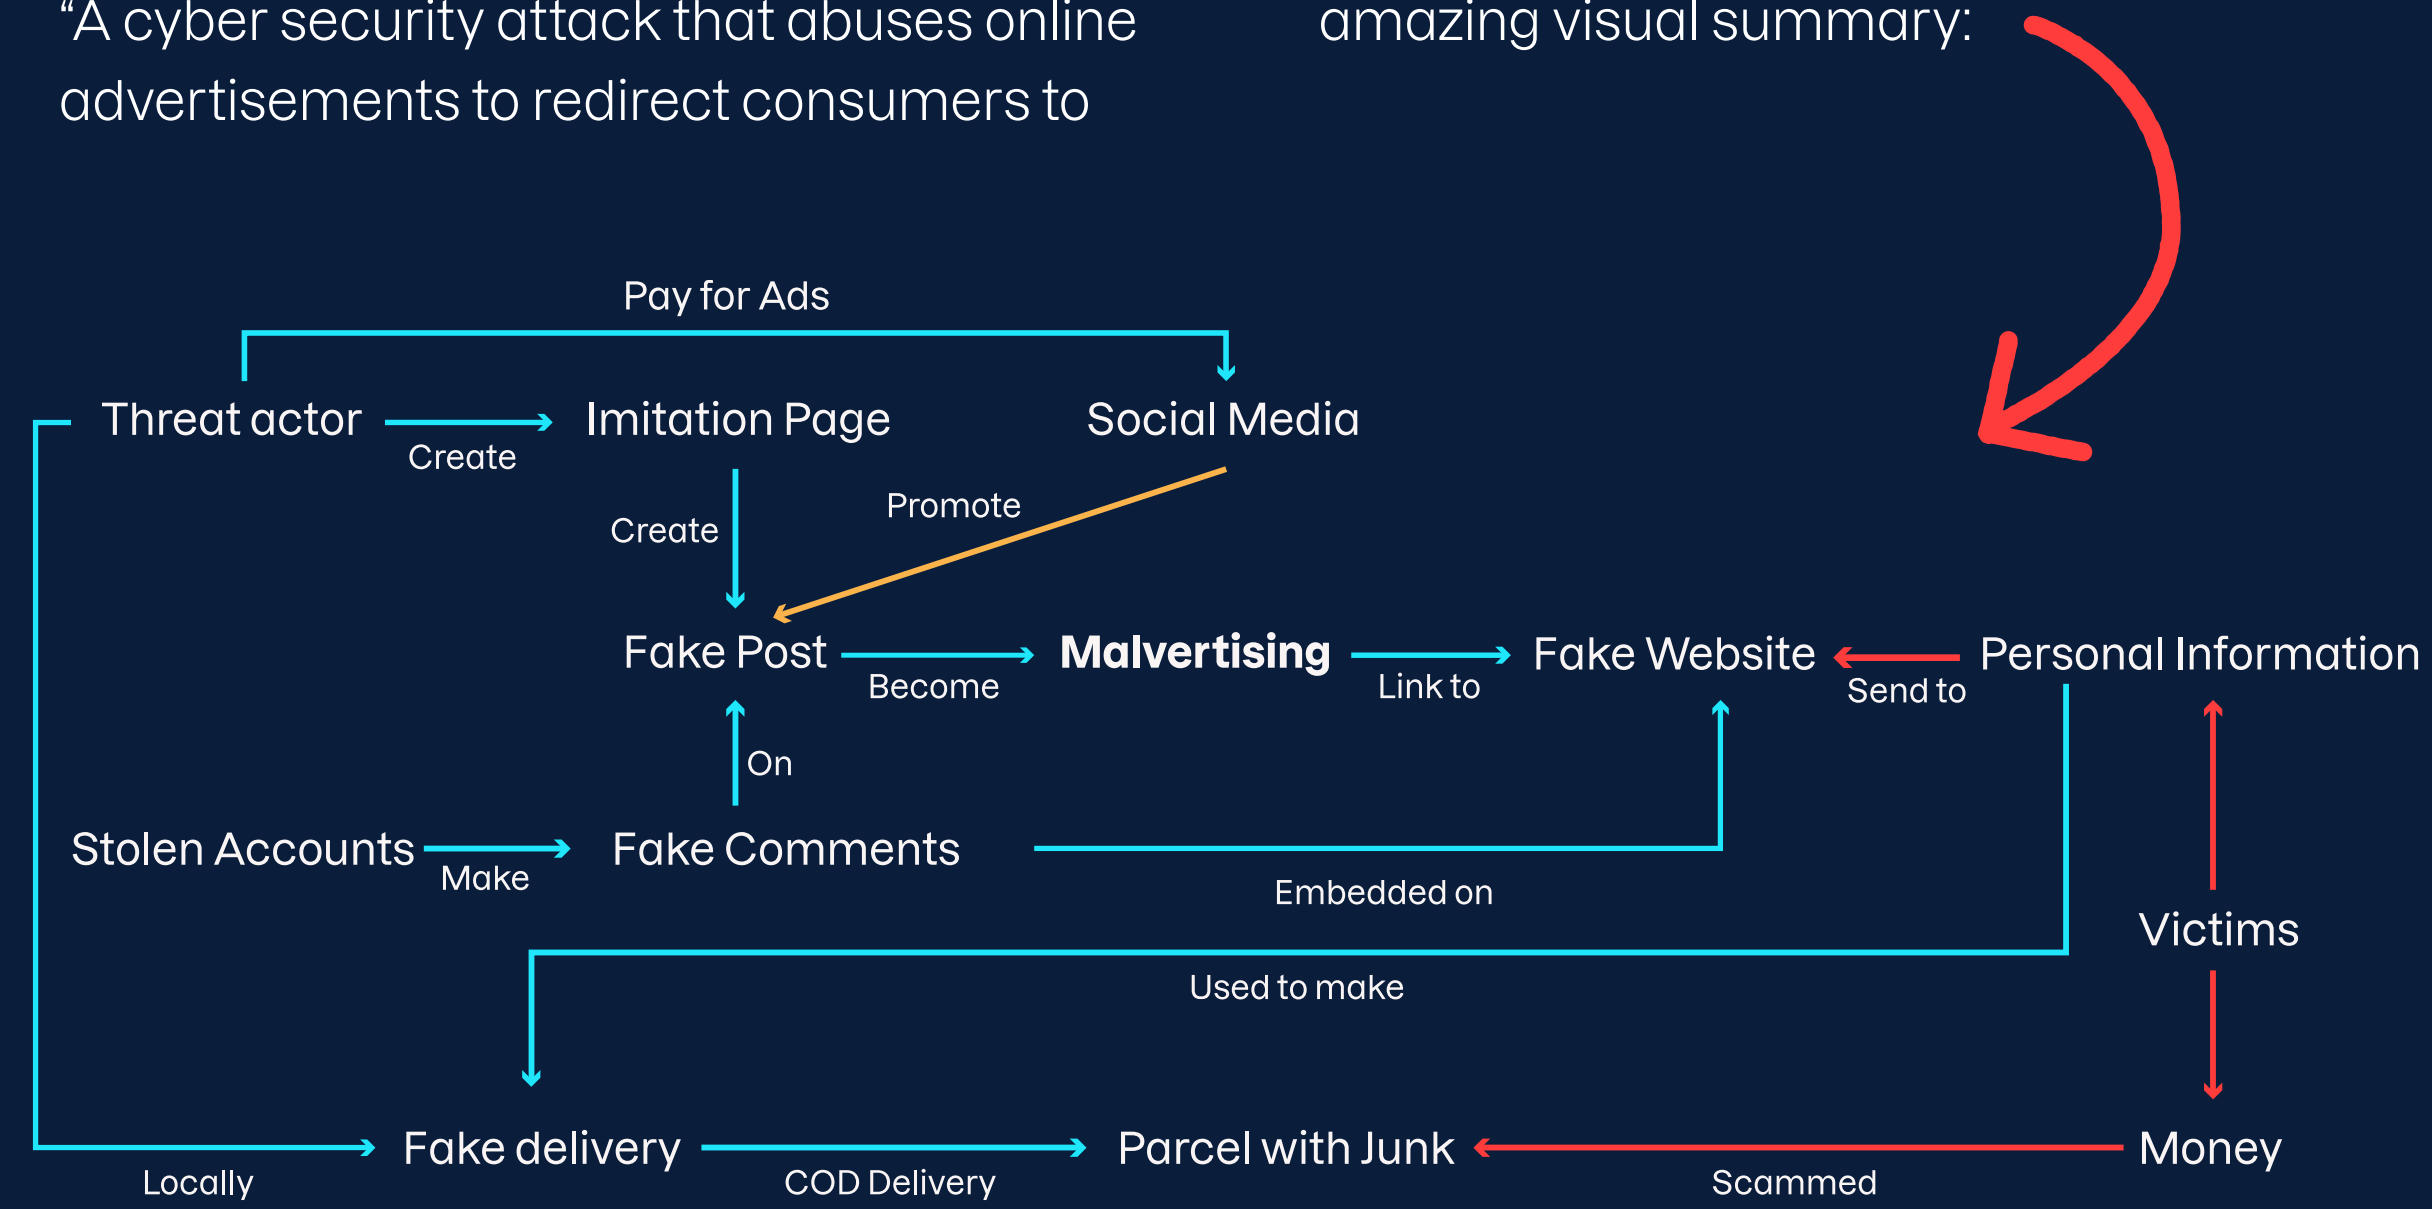 “A cyber security attack that abuses online
advertisements to redirect consumers to
amazing visual summary:
Pay for Ads
Threat actor
Create
Imitation Page
Social Media
Create
Promote
Fake Post
Become
Malvertising
Link to
Fake Website
Send to
Personal Information
On
Stolen Accounts
Make
Fake Comments
Embedded on
Victims
Used to make
Locally
Fake delivery
COD Delivery
Parcel with Junk
Scammed
Money